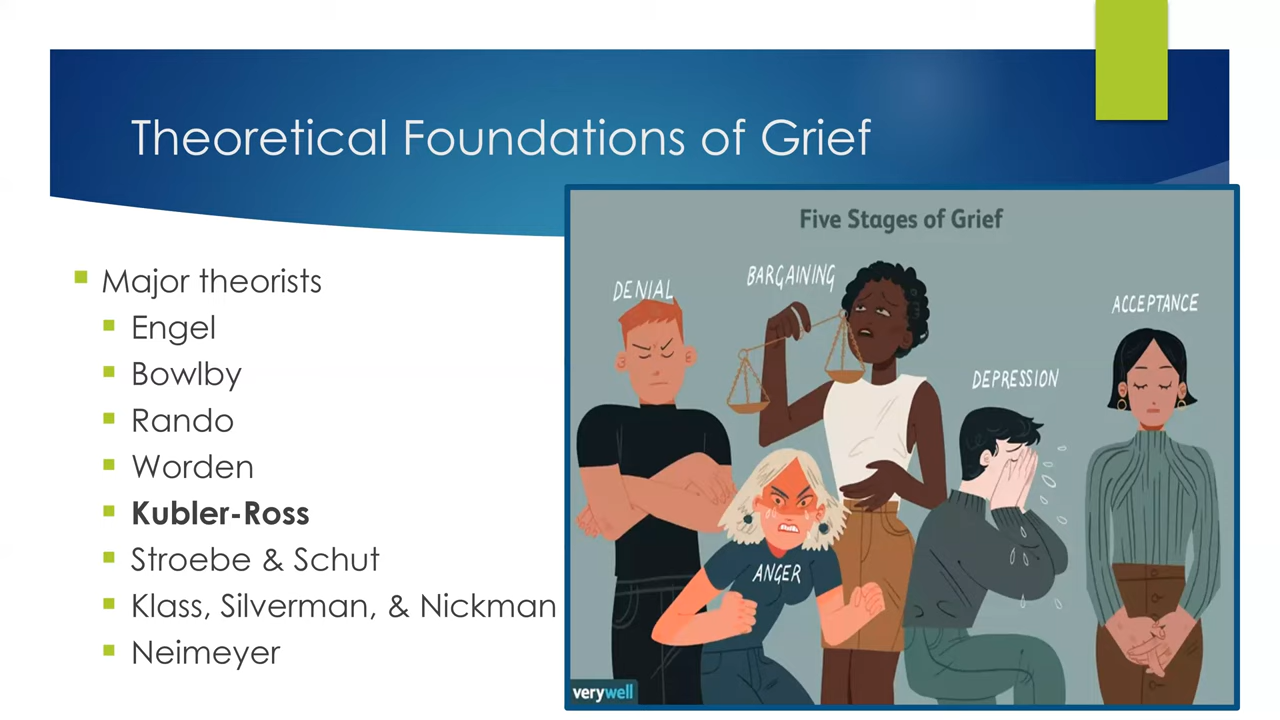 Theoretical Foundations of Grief
Major theorists
Engel
Bowlby
Rando
Worden
Kubler-Ross
Stroebe & Schut
Klass, Silverman, & Nickman
Neimeyer
Five Stages of Grief
DENIAL
BARGAINING
ANGER
DEPRESSION
ACCEPTANCE
verywell